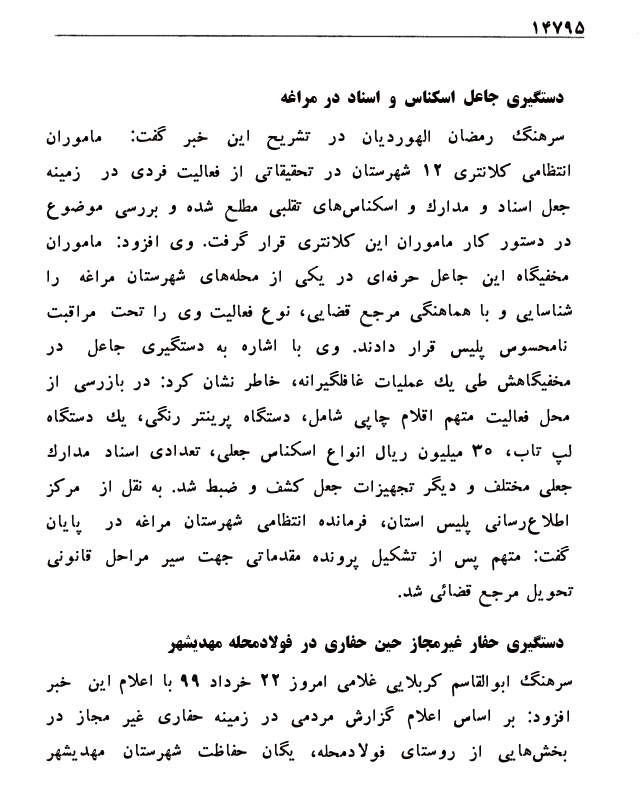 ۱۴۷۹۵
دستگیری جاعل اسکناس و اسناد در مراغه
سرهنگ رمضان الهوردیان در تشریح این خبر گفت: ماموران
انتظامی کلانتری ۱۲ شهرستان در تحقیقاتی از فعالیت فردی در زمینه
جعل اسناد و مدارك و اسکناس‌های تقلبی مطلع شده و بررسی موضوع
در دستور کار ماموران این کلانتری قرار گرفت. وی افزود: ماموران
مخفیگاه این جاعل حرفه‌ای در یکی از محله‌های شهرستان مراغه را
شناسایی و با هماهنگی مرجع قضایی، نوع فعالیت وی را تحت مراقبت
نامحسوس پلیس قرار دادند. وی با اشاره به دستگیری جاعل در
مخفیگاهش طی یك عملیات غافلگیرانه، خاطر نشان کرد: در بازرسی از
محل فعالیت متهم اقلام چاپی شامل، دستگاه پرینتر رنگی، یك دستگاه
لپ تاب، ۳۰ میلیون ریال انواع اسکناس جعلی، تعدادی اسناد مدارك
جعلی مختلف و دیگر تجهیزات جعل کشف و ضبط شد. به نقل از مرکز
اطلاع‌رسانی پلیس استان، فرمانده انتظامی شهرستان مراغه در پایان
گفت: متهم پس از تشکیل پرونده مقدماتی جهت سیر مراحل قانونی
تحویل مرجع قضائی شد.
دستگیری حفار غیرمجاز حین حفاری در فولادمحله مهدیشهر
سرهنگ ابوالقاسم کربلایی غلامی امروز ۲۲ خرداد ۹۹ با اعلام این خبر
افزود: بر اساس اعلام گزارش مردمی در زمینه حفاری غیر مجاز در
بخش‌هایی از روستای فولادمحله، یگان حفاظت شهرستان مهدیشهر